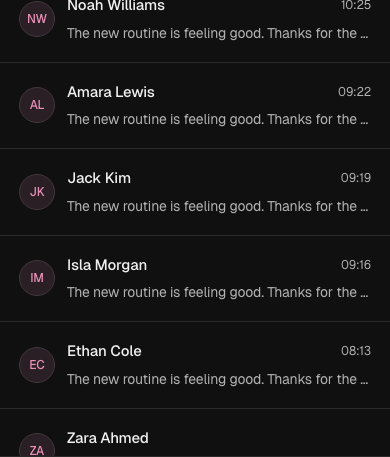 Noah Williams
10:25
NW
The new routine is feeling good. Thanks for the ...
Amara Lewis
09:22
AL
The new routine is feeling good. Thanks for the ...
Jack Kim
09:19
JK
The new routine is feeling good. Thanks for the ...
Isla Morgan
09:16
IM
The new routine is feeling good. Thanks for the ...
Ethan Cole
08:13
EC
The new routine is feeling good. Thanks for the ...
Zara Ahmed
ZA